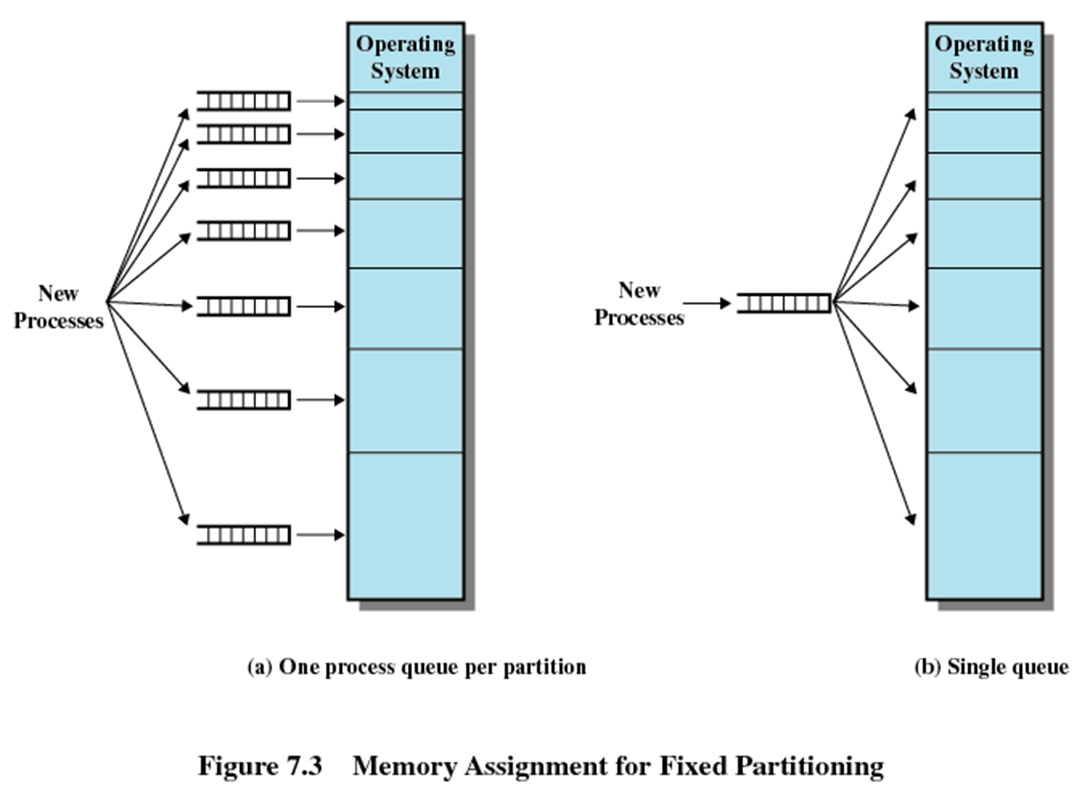 Operating
System
New
Processes
(a) One process queue per partition
Operating
System
New
Processes
(b) Single queue
Figure 7.3 Memory Assignment for Fixed Partitioning